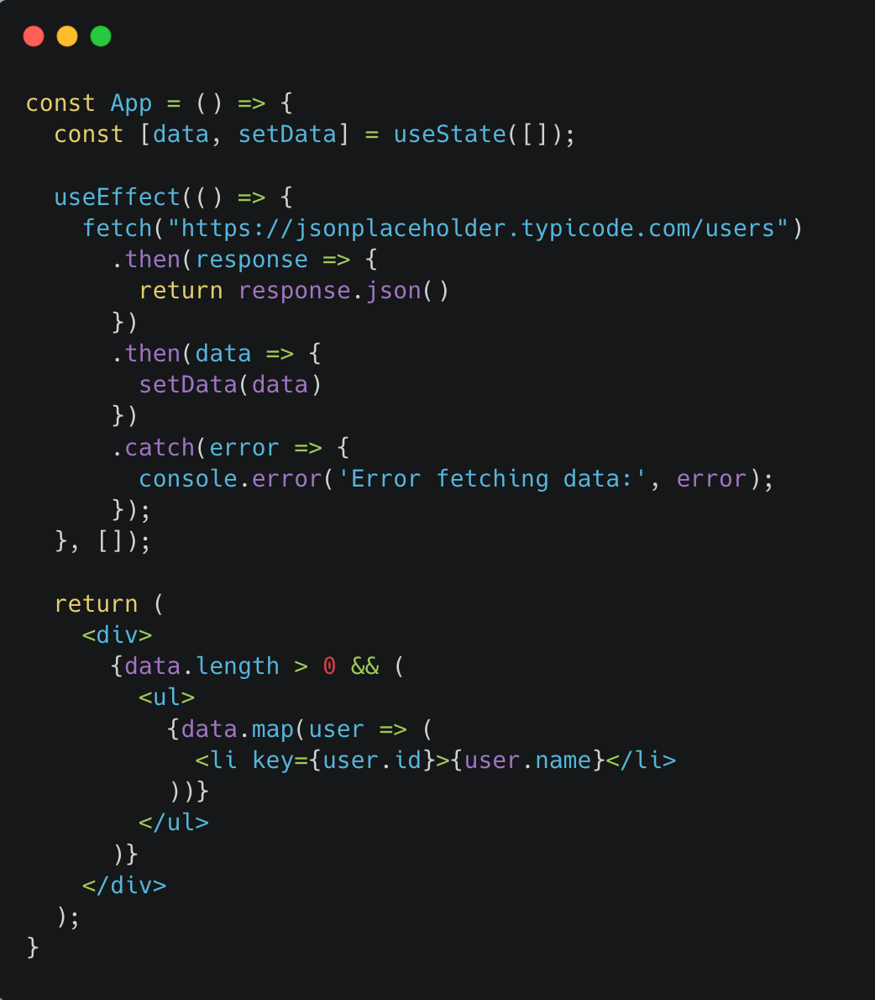 const App = () => {
  const [data, setData] = useState([]);

  useEffect(() => {
    fetch("https://jsonplaceholder.typicode.com/users")
      .then(response => {
        return response.json()
      })
      .then(data => {
        setData(data)
      })
      .catch(error => {
        console.error('Error fetching data:', error);
      });
  }, []);

  return (
    <div>
      {data.length > 0 && (
        <ul>
          {data.map(user => (
            <li key={user.id}>{user.name}</li>
          ))}
        </ul>
      )}
    </div>
  );
}